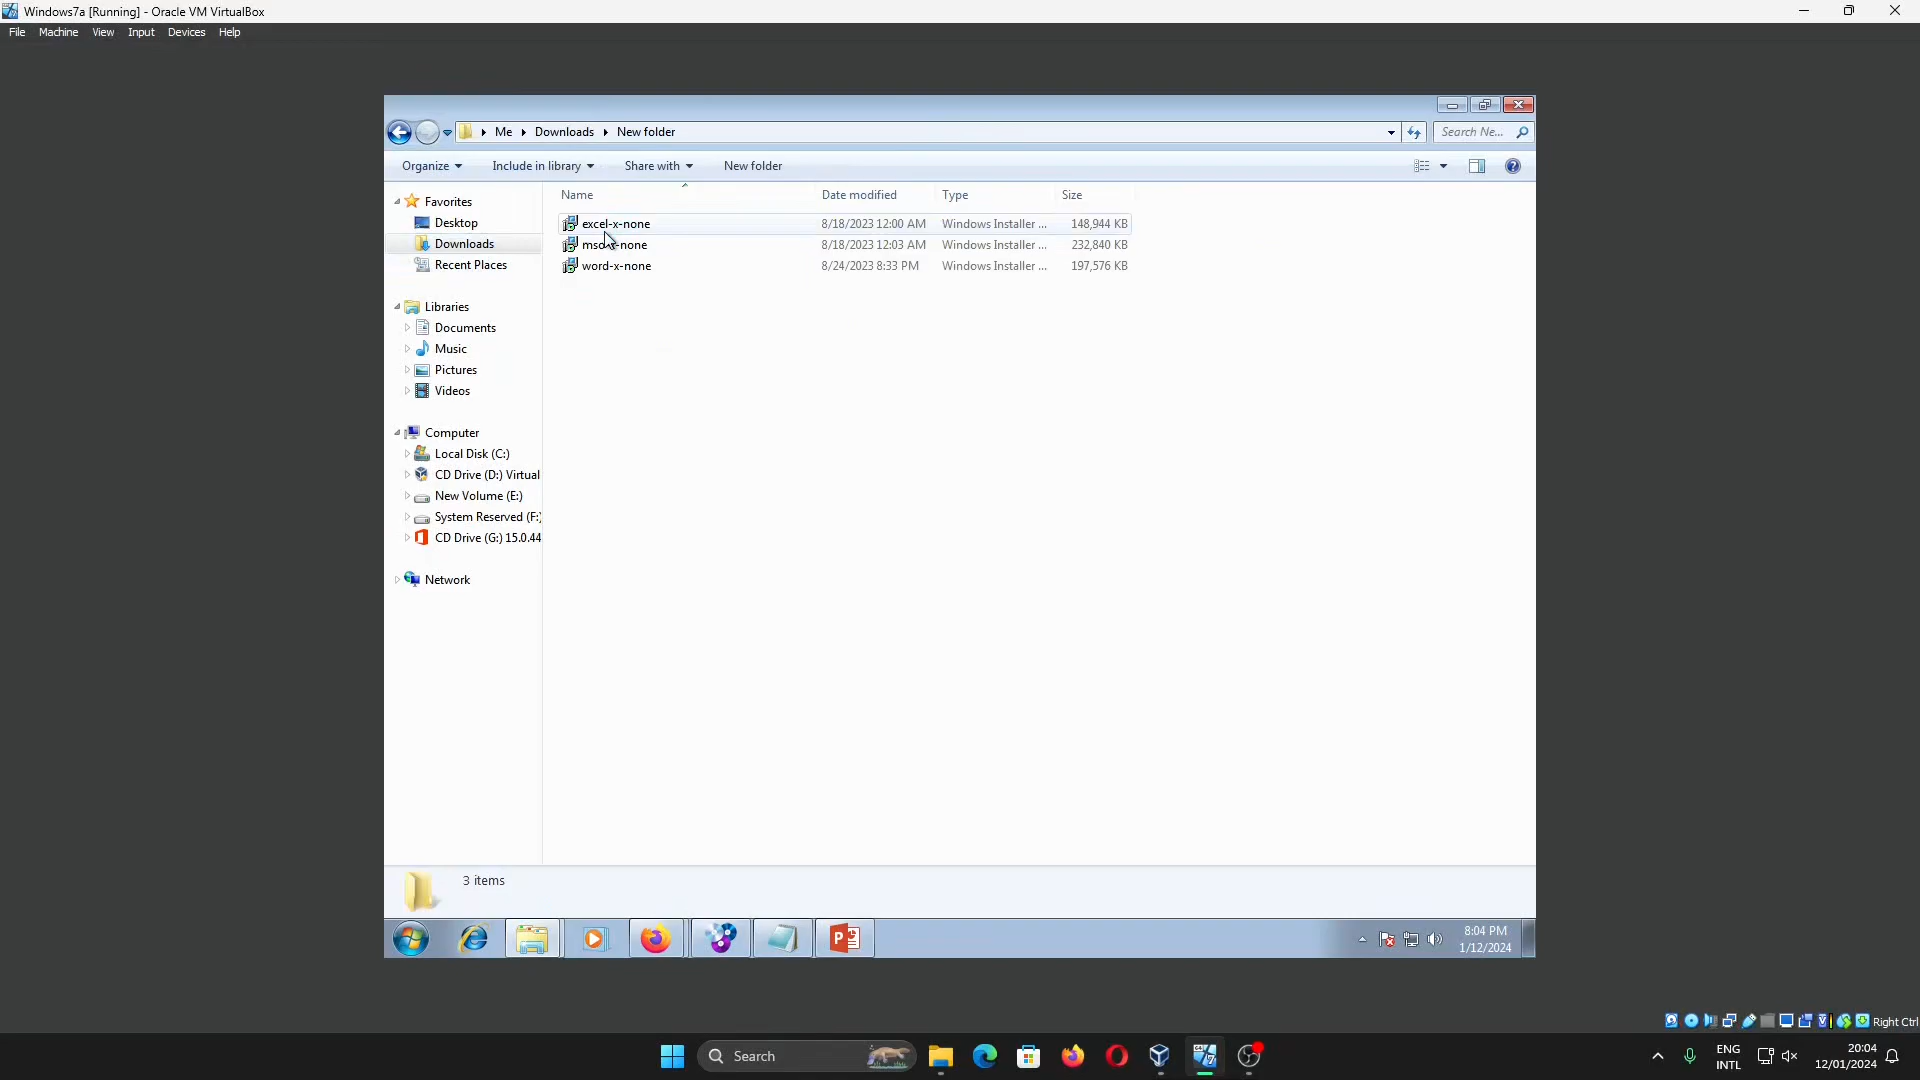 Windows7a [Running] - Oracle VM VirtualBox
File Machine View Input Devices Help
Me Downloads New folder
Search Ne...
Organize Include in library Share with New folder
Name Date modified Type Size
Favorites
Desktop
Downloads
Recent Places
Libraries
Documents
Music
Pictures
Videos
Computer
Local Disk (C:)
CD Drive (D:) Virtual
New Volume (E:)
System Reserved (F:)
CD Drive (G:) 15.0.44
Network
excel-x-none 8/18/2023 12:00 AM Windows Installer ... 148,944 KB
8/18/2023 12:03 AM Windows Installer ... 232,840 KB
word-x-none 8/24/2023 8:33 PM Windows Installer ... 197,576 KB
3 items
8:04 PM
1/12/2024
Right Ctrl
Search
ENG
INTL
20:04
12/01/2024